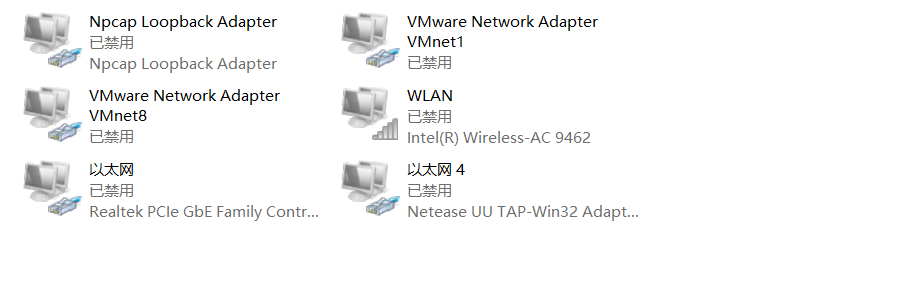 Npcap Loopback Adapter
已禁用
Npcap Loopback Adapter
VMware Network Adapter
VMnet1
已禁用
VMware Network Adapter
VMnet8
已禁用
WLAN
已禁用
Intel(R) Wireless-AC 9462
以太网
已禁用
Realtek PCIe GbE Family Contr...
以太网 4
已禁用
Netease UU TAP-Win32 Adapt...